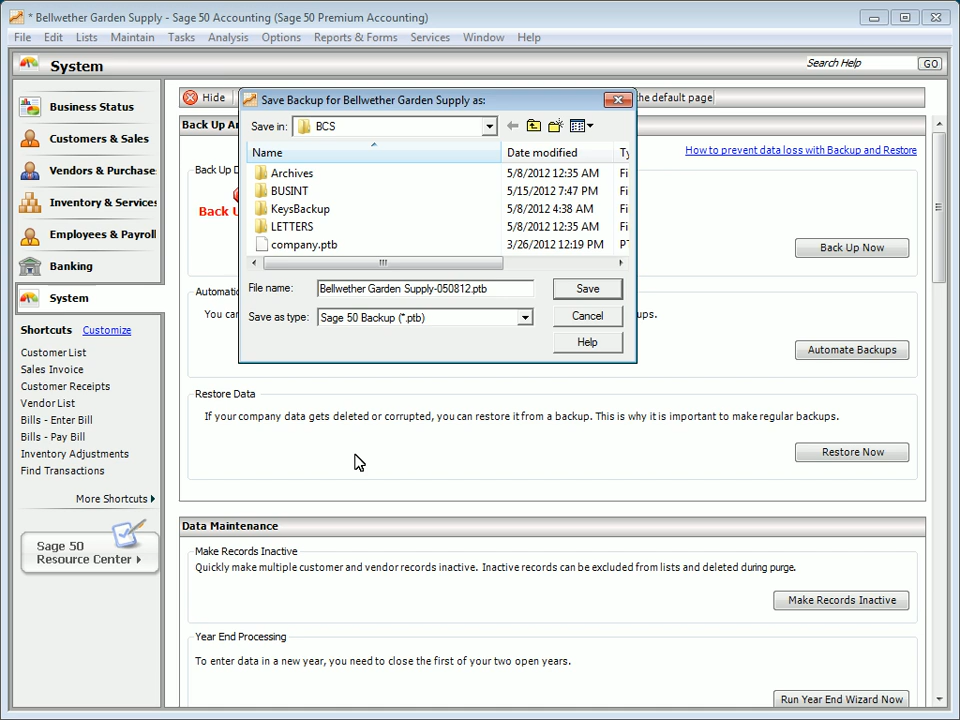 * Bellwether Garden Supply - Sage 50 Accounting (Sage 50 Premium Accounting)
File Edit Lists Maintain Tasks Analysis Options Reports & Forms Services Window Help
System
Search Help GO
Business Status
Customers & Sales
Vendors & Purchase
Inventory & Services
Employees & Payroll
Banking
System
Shortcuts Customize
Customer List
Sales Invoice
Customer Receipts
Vendor List
Bills - Enter Bill
Bills - Pay Bill
Inventory Adjustments
Find Transactions
More Shortcuts
Sage 50
Resource Center
Hide
the default page
Back Up An
How to prevent data loss with Backup and Restore
Back Up D
Back U
Back Up Now
Save Backup for Bellwether Garden Supply as:
Save in: BCS
Name Date modified Ty
Archives 5/8/2012 12:35 AM Fi
BUSINT 5/15/2012 7:47 PM Fi
KeysBackup 5/8/2012 4:38 AM Fi
LETTERS 5/8/2012 12:35 AM Fi
company.ptb 3/26/2012 12:19 PM PT
File name: Bellwether Garden Supply-050812.ptb Save
Save as type: Sage 50 Backup (*.ptb) Cancel
Help
Automatic
You can
ups.
Automate Backups
Restore Data
If your company data gets deleted or corrupted, you can restore it from a backup. This is why it is important to make regular backups.
Restore Now
Data Maintenance
Make Records Inactive
Quickly make multiple customer and vendor records inactive. Inactive records can be excluded from lists and deleted during purge.
Make Records Inactive
Year End Processing
To enter data in a new year, you need to close the first of your two open years.
Run Year End Wizard Now